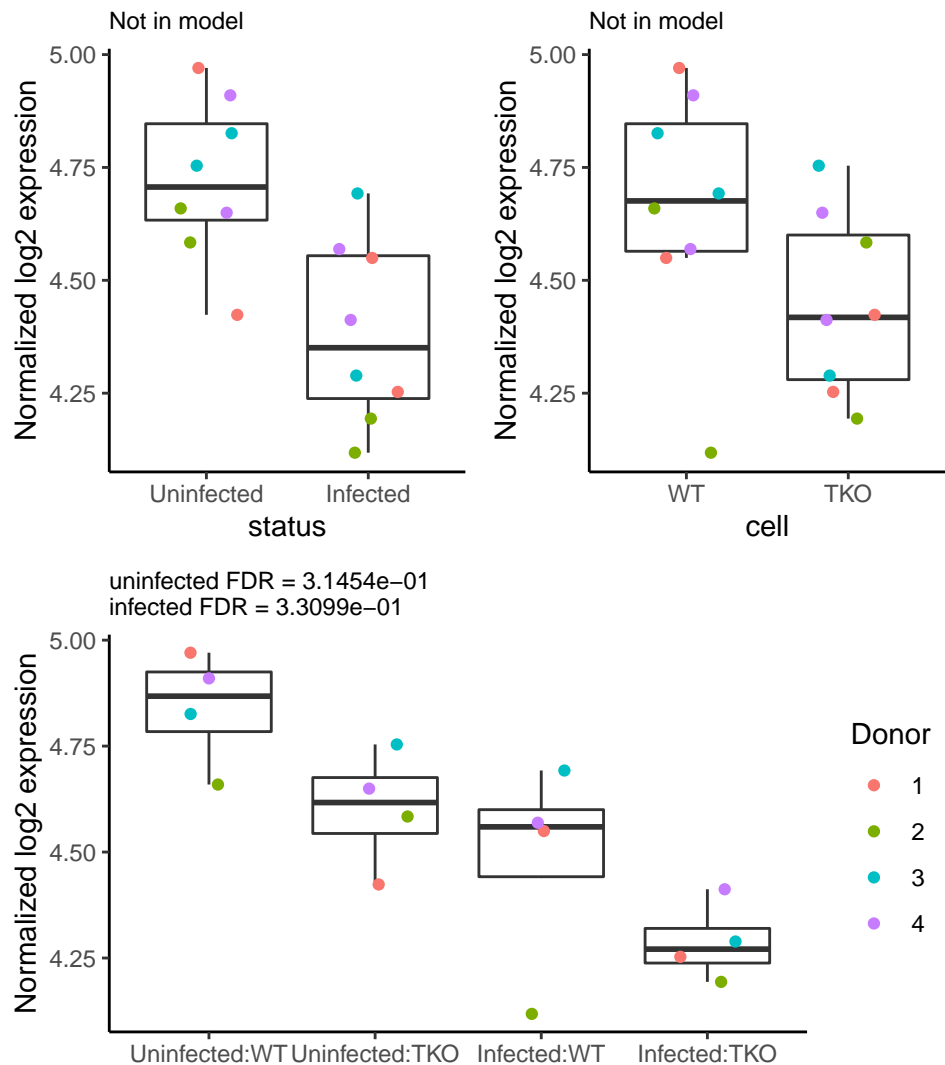 Not in model
Normalized log2 expression
5.00
4.75
4.50
4.25
Uninfected Infected
status
Not in model
Normalized log2 expression
5.00
4.75
4.50
4.25
WT TKO
cell
uninfected FDR = 3.1454e−01
infected FDR = 3.3099e−01
Normalized log2 expression
5.00
4.75
4.50
4.25
Uninfected:WT Uninfected:TKO Infected:WT Infected:TKO
Donor
1
2
3
4